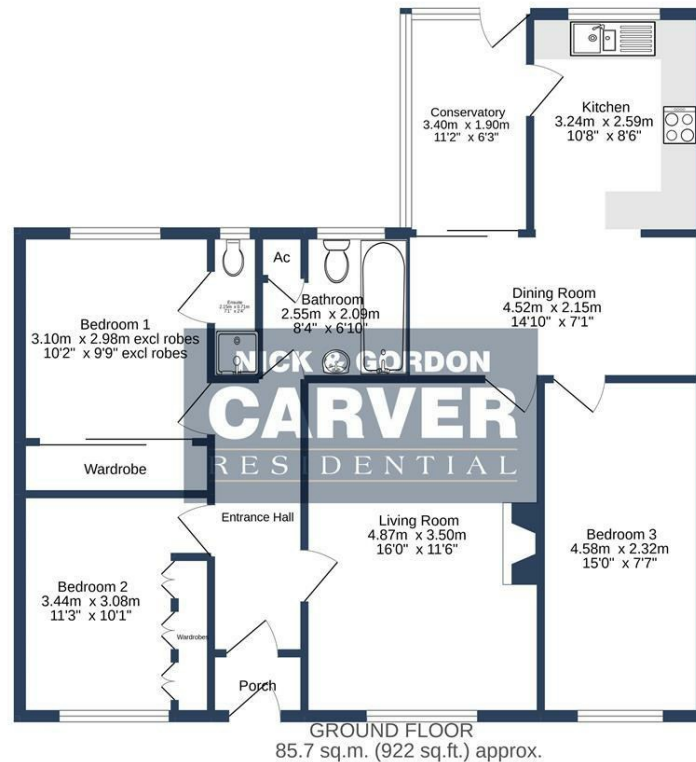 Conservatory
3.40m x 1.90m
11'2" x 6'3"
Kitchen
3.24m x 2.59m
10'8" x 8'6"
Ac
Ensuite
Bathroom
2.55m x 2.09m
8'4" x 6'10"
Dining Room
4.52m x 2.15m
14'10" x 7'1"
Bedroom 1
3.10m x 2.98m excl robes
10'2" x 9'9" excl robes
NICK & GORDON
CARVER
RESIDENTIAL
Wardrobe
Entrance Hall
Living Room
4.87m x 3.50m
16'0" x 11'6"
Bedroom 3
4.58m x 2.32m
15'0" x 7'7"
Bedroom 2
3.44m x 3.08m
11'3" x 10'1"
Wardrobes
Porch
GROUND FLOOR
85.7 sq.m. (922 sq.ft.) approx.